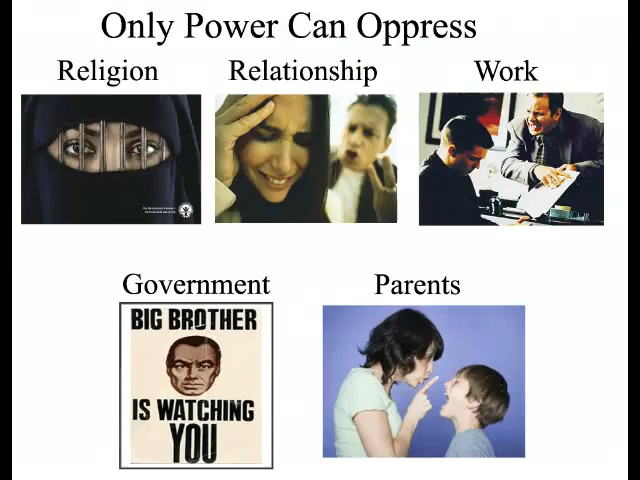 Only Power Can Oppress
Religion
Relationship
Work
Government
Parents
BIG BROTHER
IS WATCHING
YOU